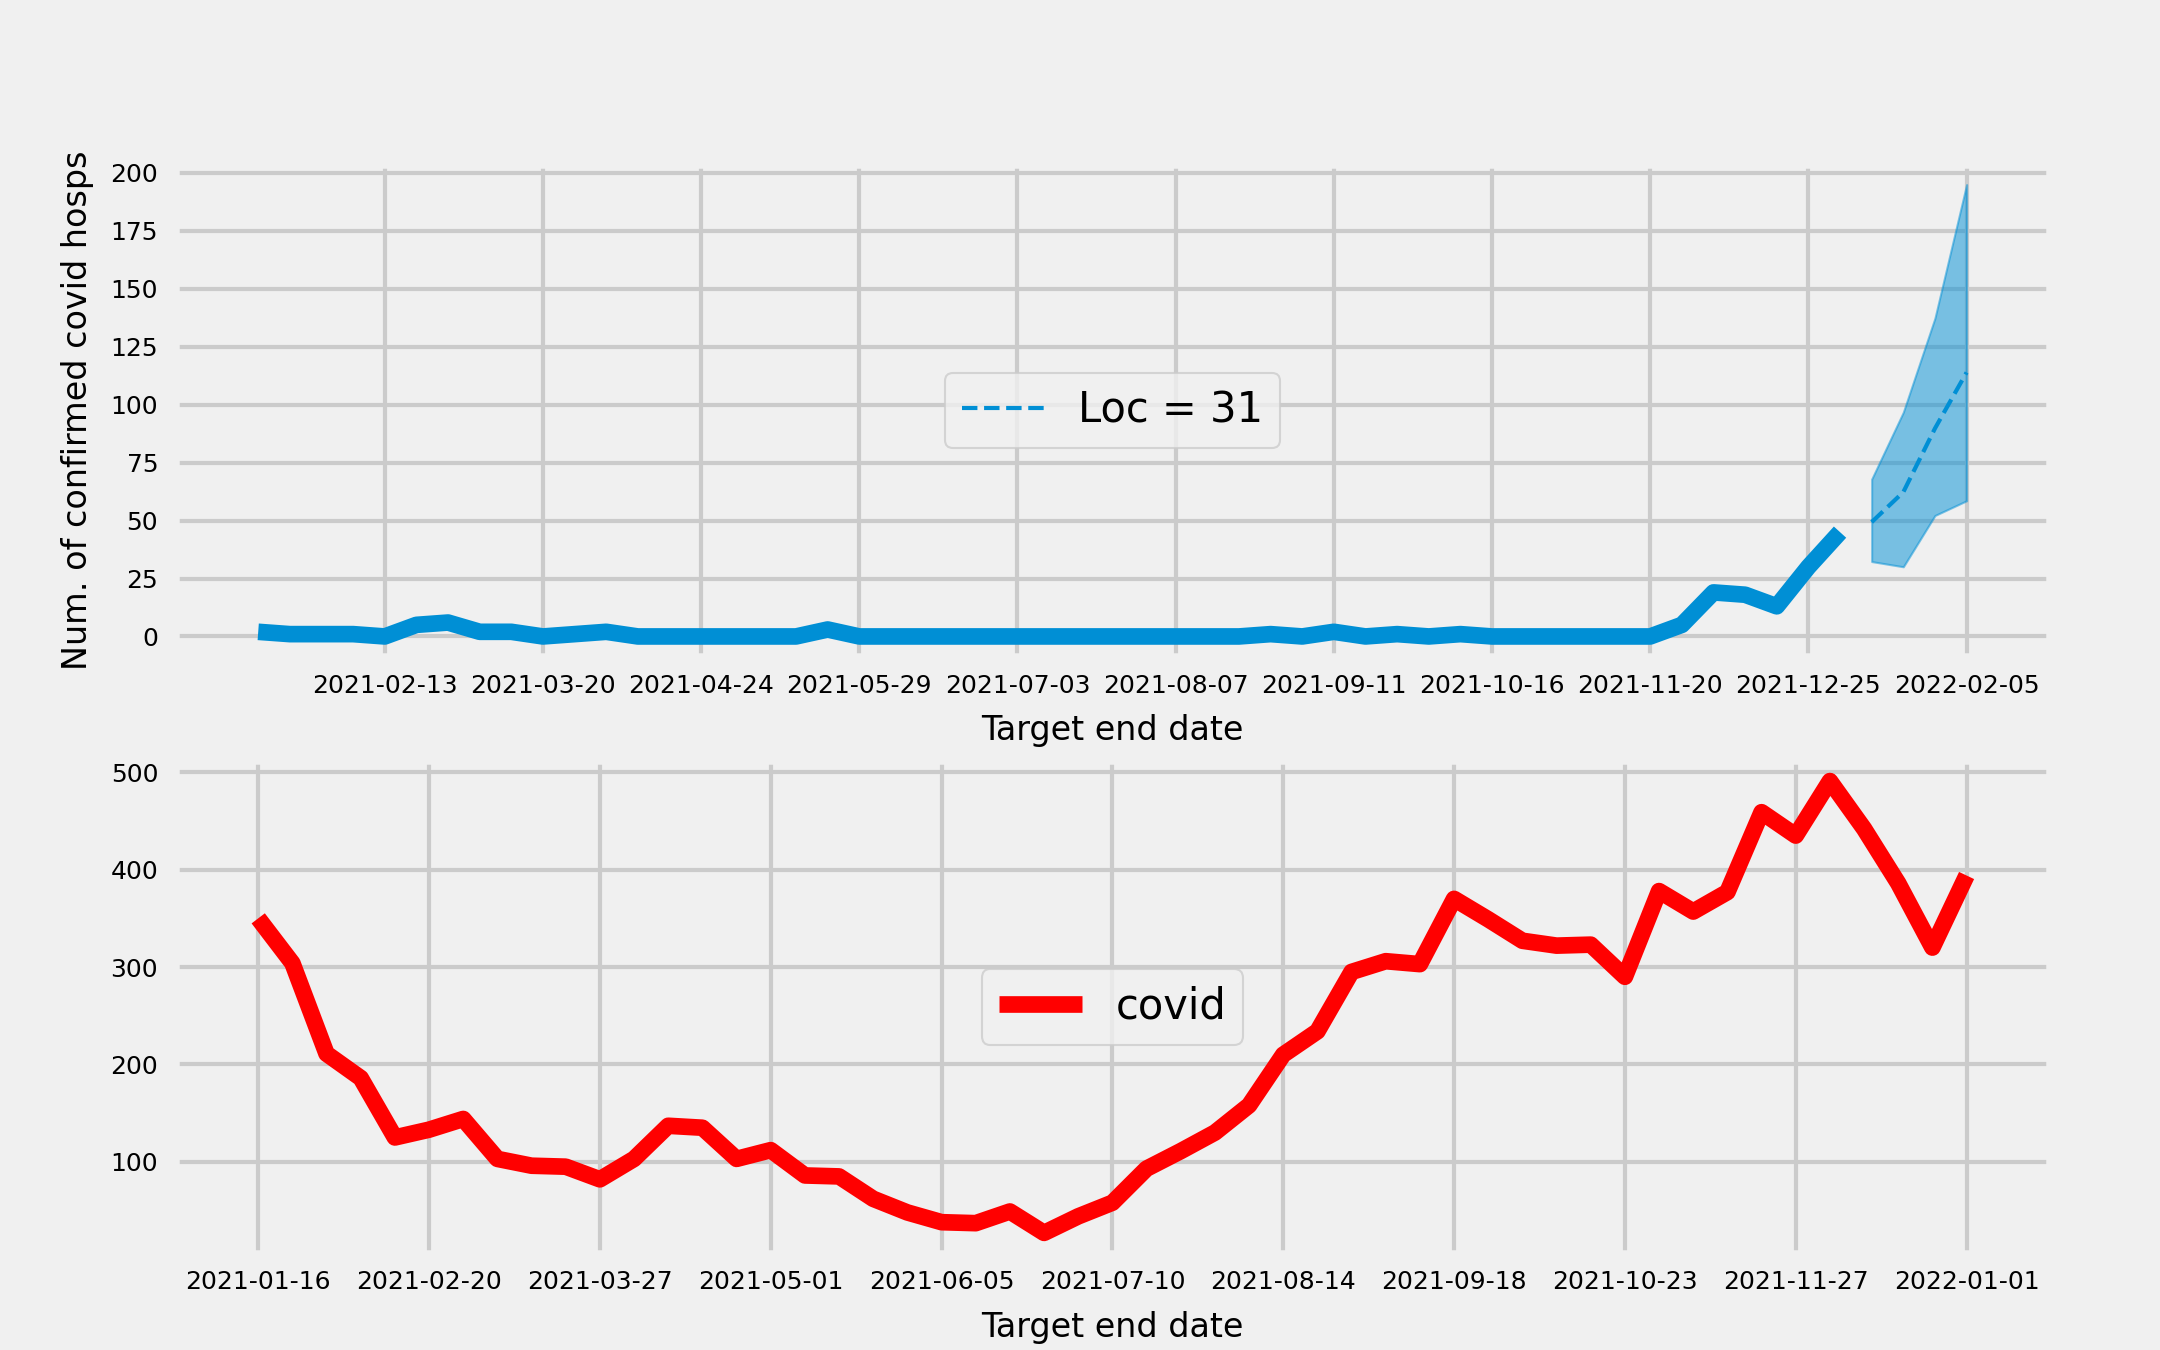 Num. of confirmed covid hosps
200
175
150
125
100
75
50
25
0
Loc = 31
2021-02-13 2021-03-20 2021-04-24 2021-05-29 2021-07-03 2021-08-07 2021-09-11 2021-10-16 2021-11-20 2021-12-25 2022-02-05
Target end date
500
400
300
200
100
covid
2021-01-16 2021-02-20 2021-03-27 2021-05-01 2021-06-05 2021-07-10 2021-08-14 2021-09-18 2021-10-23 2021-11-27 2022-01-01
Target end date